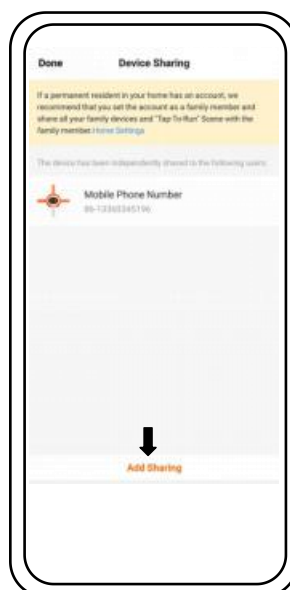 Done Device Sharing
If a permanent resident in your home has an account, we
recommend that you set the account as a family member and
share all your family devices and "Tap-To-Run" Scene with the
family member. Home Settings
The device has been independently shared to the following users:
Mobile Phone Number
Add Sharing